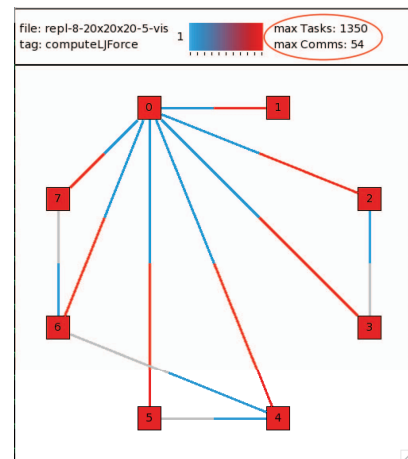 file: repl-8-20x20x20-5-vis
tag: computeLJForce
1
max Tasks: 1350
max Comms: 54
0
1
7
2
6
3
5
4